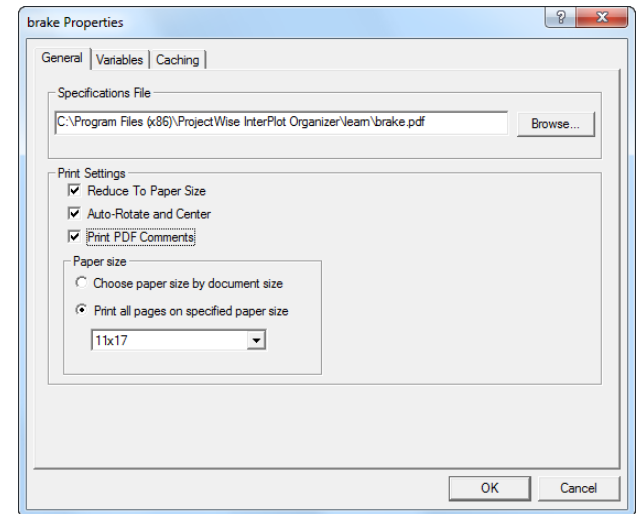 brake Properties
General
Variables
Caching
Specifications File
C:\Program Files (x86)\ProjectWise InterPlot Organizer\learn\brake.pdf
Browse...
Print Settings
Reduce To Paper Size
Auto-Rotate and Center
Print PDF Comments
Paper size
Choose paper size by document size
Print all pages on specified paper size
11x17
OK
Cancel